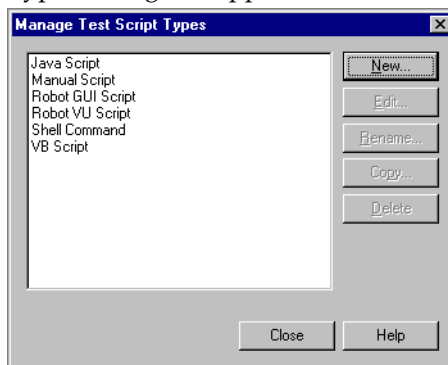 Manage Test Script Types
Java Script
Manual Script
Robot GUI Script
Robot VU Script
Shell Command
VB Script
New...
Edit...
Rename...
Copy...
Delete
Close
Help